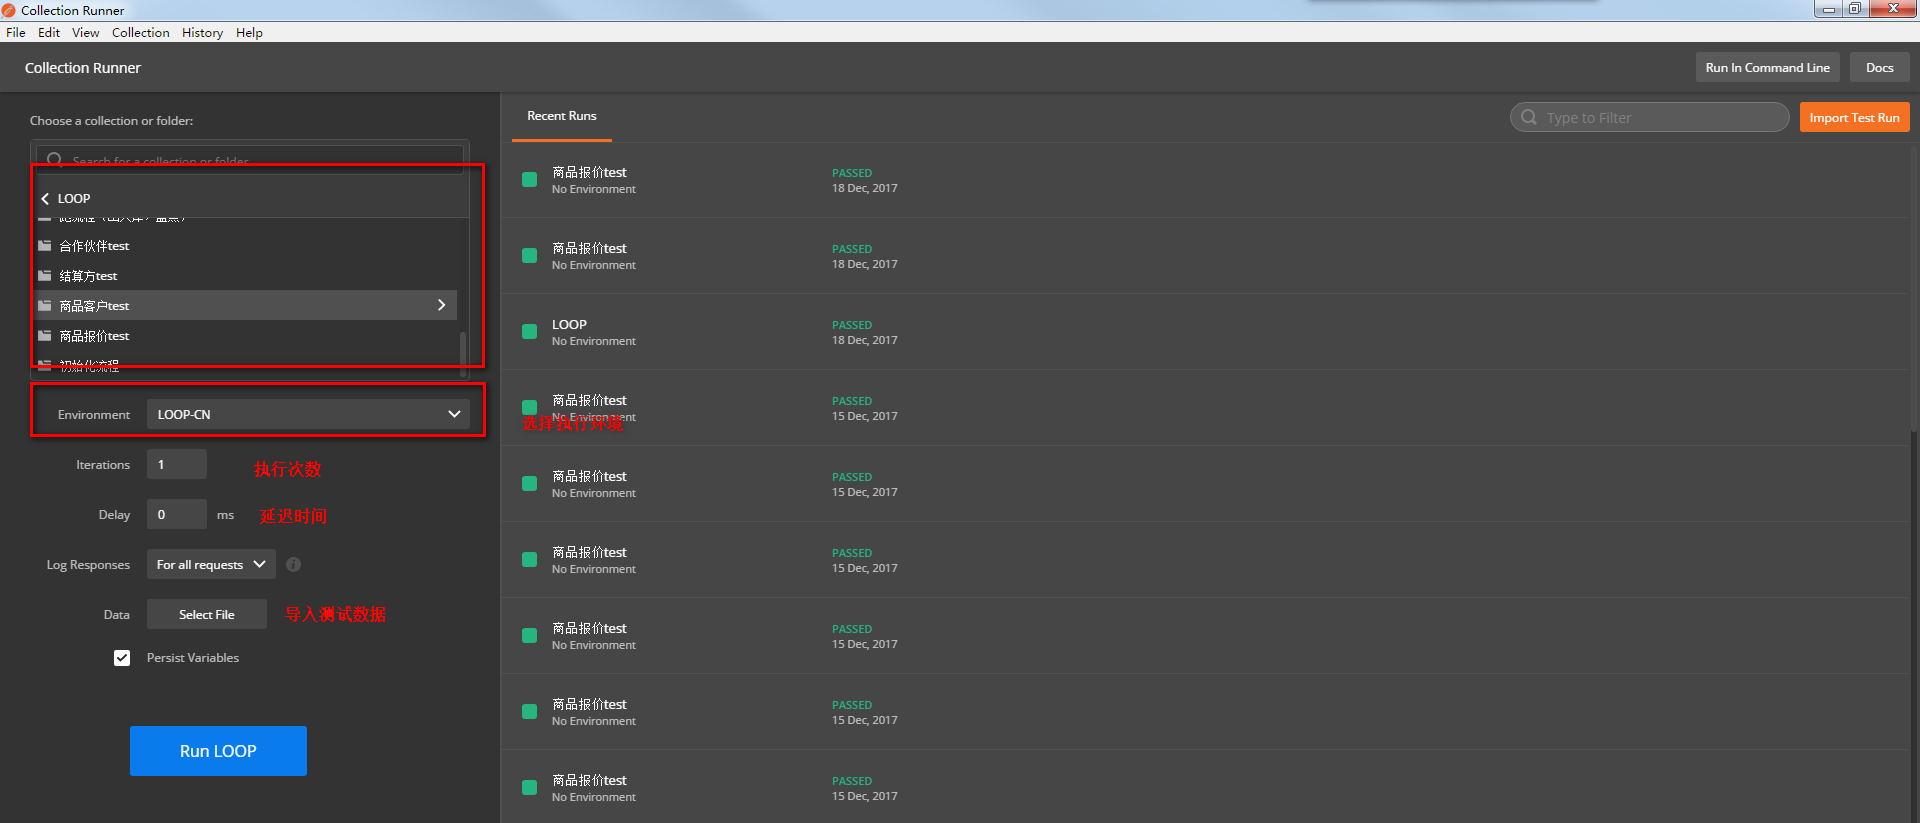 Collection Runner
File Edit View Collection History Help
Collection Runner
Run In Command Line
Docs
Choose a collection or folder:
Search for a collection or folder
LOOP
合作伙伴test
结算方test
商品客户test
商品报价test
初始化流程
Environment LOOP-CN
Iterations 1 执行次数
Delay 0 ms 延迟时间
Log Responses For all requests
Data Select File 导入测试数据
Persist Variables
Run LOOP
Recent Runs
Type to Filter
Import Test Run
商品报价test PASSED
No Environment 18 Dec, 2017
商品报价test PASSED
No Environment 18 Dec, 2017
LOOP PASSED
No Environment 18 Dec, 2017
商品报价test PASSED
No Environment 15 Dec, 2017
选择执行环境
商品报价test PASSED
No Environment 15 Dec, 2017
商品报价test PASSED
No Environment 15 Dec, 2017
商品报价test PASSED
No Environment 15 Dec, 2017
商品报价test PASSED
No Environment 15 Dec, 2017
商品报价test PASSED
No Environment 15 Dec, 2017